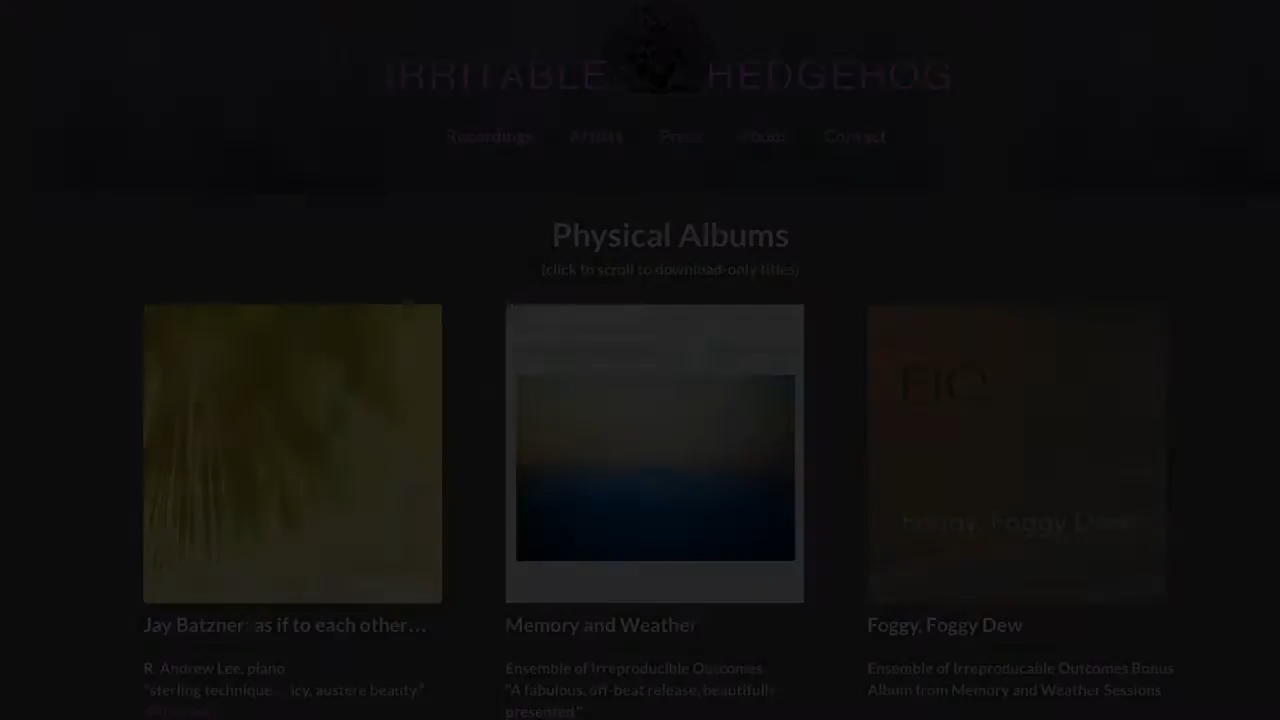 IRRITABLE HEDGEHOG
Recordings Artists Press About Contact
Physical Albums
(click to scroll to download-only titles)
EIO
Foggy, Foggy Dew
Jay Batzner: as if to each other…
Memory and Weather
Foggy, Foggy Dew
R. Andrew Lee, piano
"sterling technique… icy, austere beauty."
Ensemble of Irreproducible Outcomes
"A fabulous, off-beat release, beautifully
presented."
Ensemble of Irreproducable Outcomes Bonus
Album from Memory and Weather Sessions